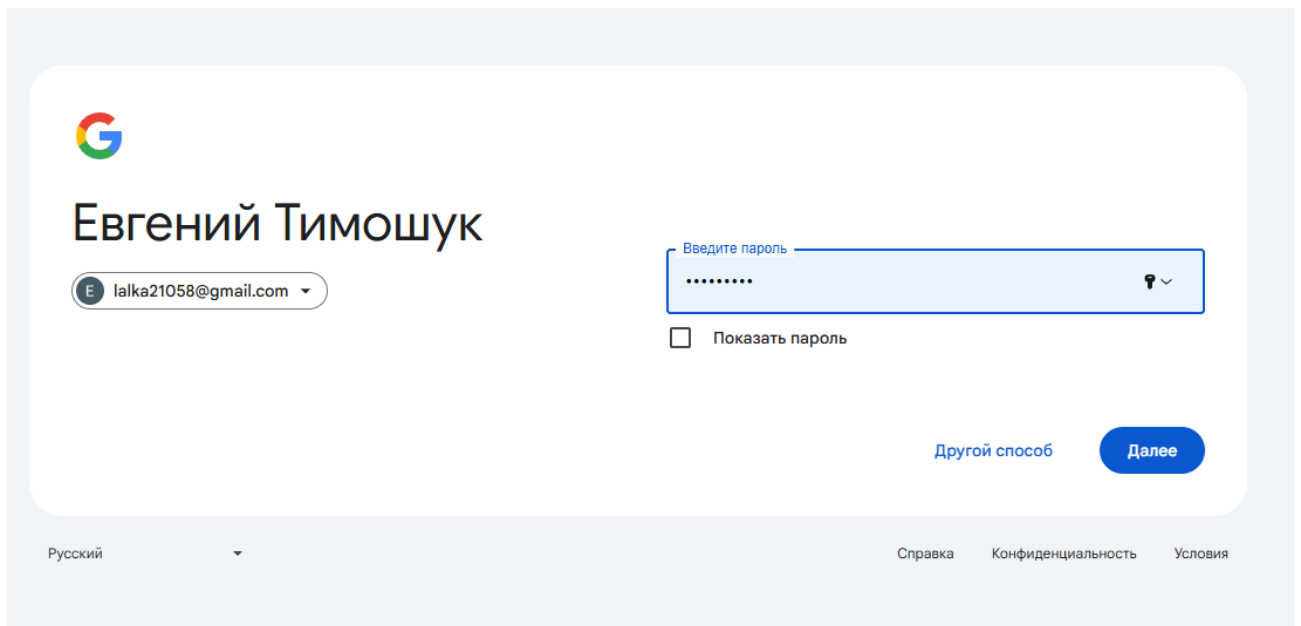 Евгений Тимошук
E lalka21058@gmail.com
Введите пароль
•••••••••
Показать пароль
Другой способ
Далее
Русский
Справка Конфиденциальность Условия